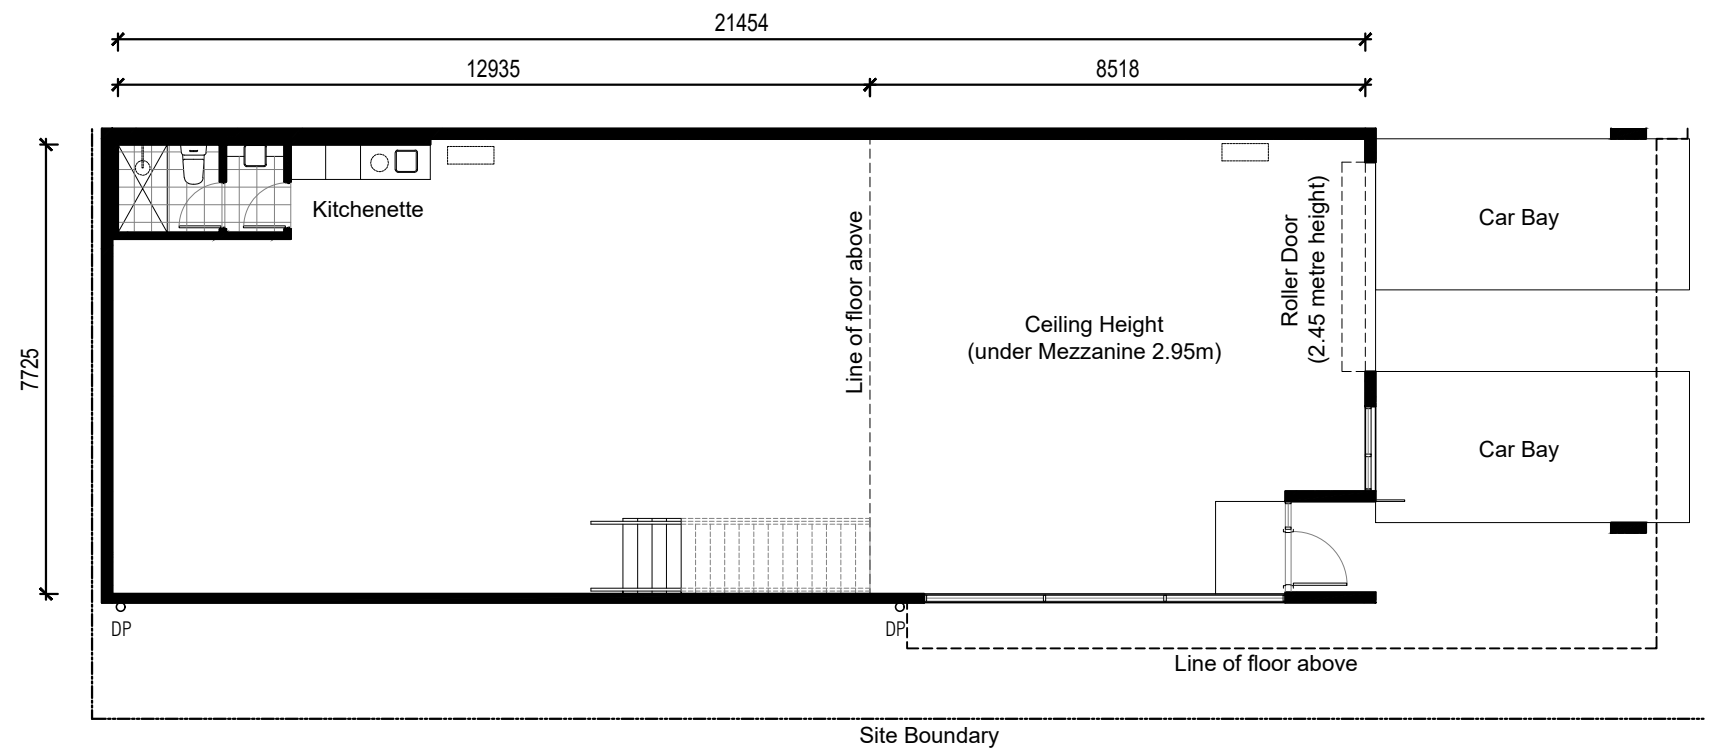 21454
12935
8518
7725
Kitchenette
Line of floor above
Ceiling Height
(under Mezzanine 2.95m)
Roller Door
(2.45 metre height)
Car Bay
Car Bay
DP
DP
Line of floor above
Site Boundary